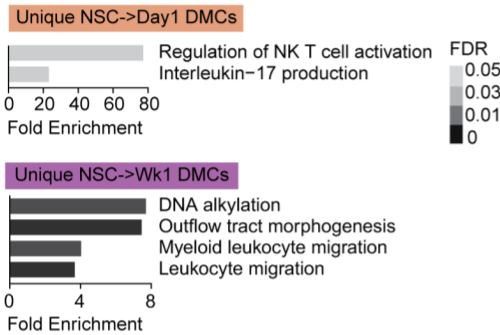 Unique NSC->Day1 DMCs
Regulation of NK T cell activation
Interleukin−17 production
0 20 40 60 80
Fold Enrichment
FDR
0.05
0.03
0.01
0
Unique NSC->Wk1 DMCs
DNA alkylation
Outflow tract morphogenesis
Myeloid leukocyte migration
Leukocyte migration
0 4 8
Fold Enrichment